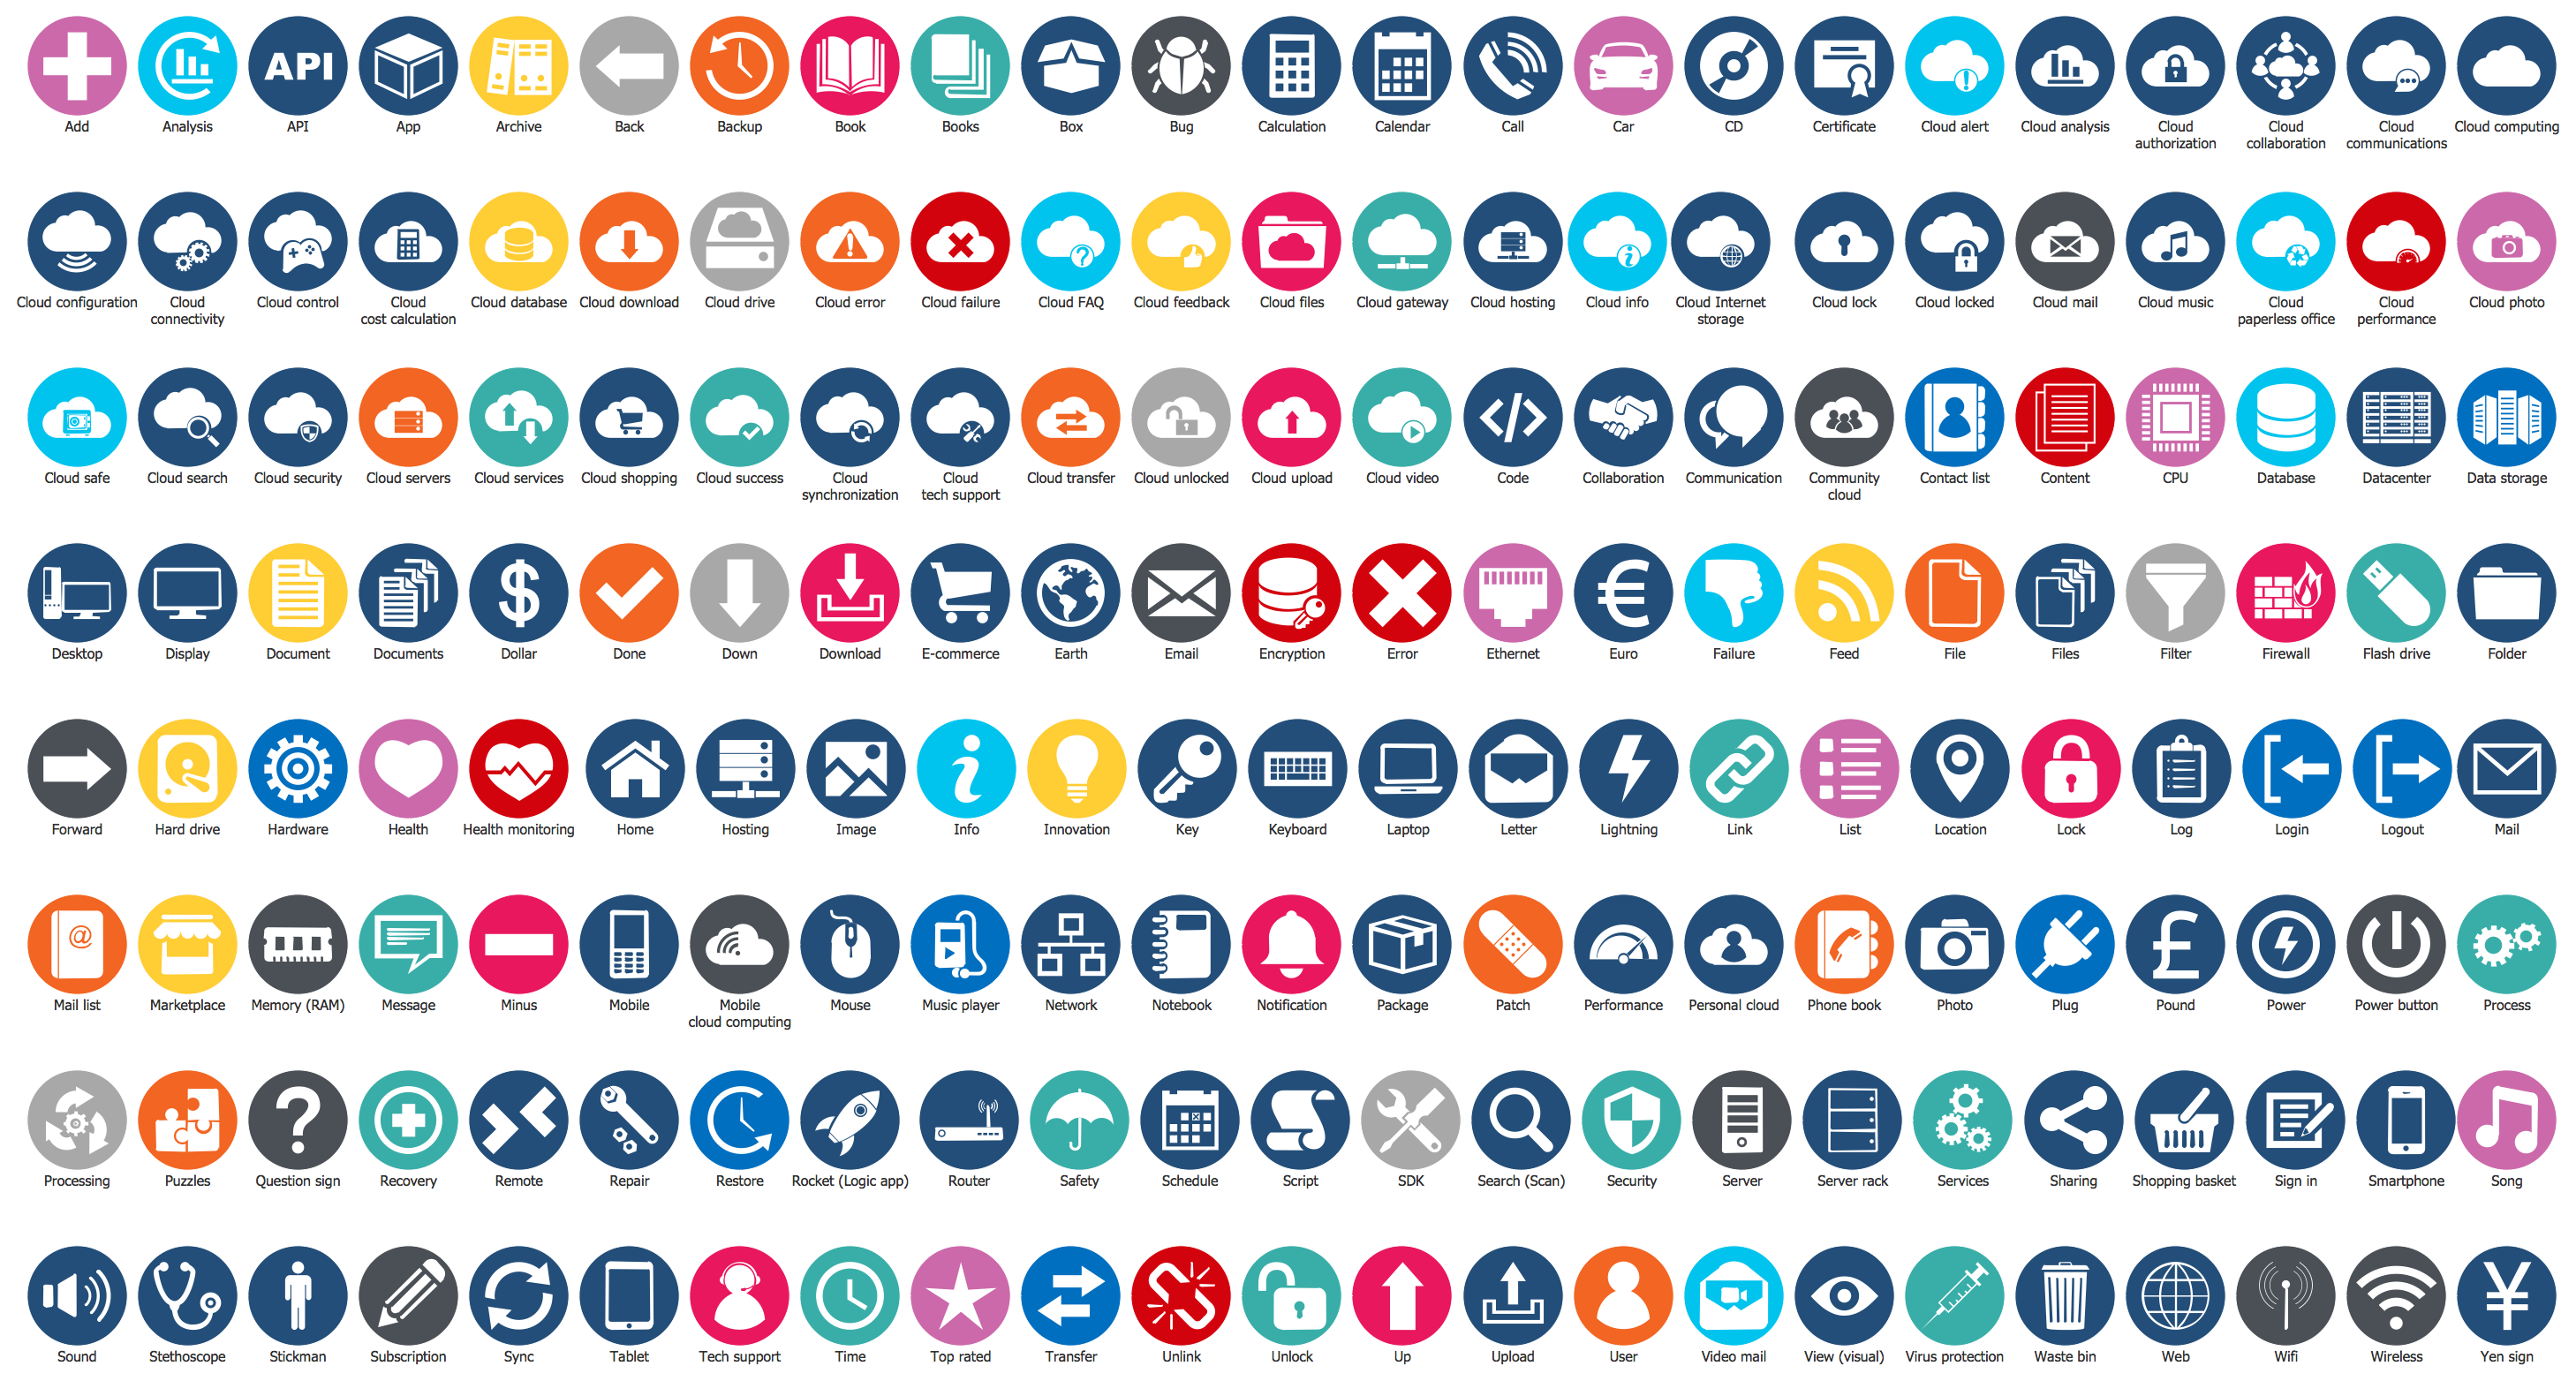 API
Add
Analysis
API
App
Archive
Back
Backup
Book
Books
Box
Bug
Calculation
Calendar
Call
Car
CD
Certificate
Cloud alert
Cloud analysis
Cloud
authorization
Cloud
collaboration
Cloud
communications
Cloud computing
Cloud configuration
Cloud
connectivity
Cloud control
Cloud
cost calculation
Cloud database
Cloud download
Cloud drive
Cloud error
Cloud failure
Cloud FAQ
Cloud feedback
Cloud files
Cloud gateway
Cloud hosting
Cloud info
Cloud Internet
storage
Cloud lock
Cloud locked
Cloud mail
Cloud music
Cloud
paperless office
Cloud
performance
Cloud photo
Cloud safe
Cloud search
Cloud security
Cloud servers
Cloud services
Cloud shopping
Cloud success
Cloud
synchronization
Cloud
tech support
Cloud transfer
Cloud unlocked
Cloud upload
Cloud video
Code
Collaboration
Communication
Community
cloud
Contact list
Content
CPU
Database
Datacenter
Data storage
Desktop
Display
Document
Documents
Dollar
Done
Down
Download
E-commerce
Earth
Email
Encryption
Error
Ethernet
Euro
Failure
Feed
File
Files
Filter
Firewall
Flash drive
Folder
Forward
Hard drive
Hardware
Health
Health monitoring
Home
Hosting
Image
Info
Innovation
Key
Keyboard
Laptop
Letter
Lightning
Link
List
Location
Lock
Log
Login
Logout
Mail
Mail list
Marketplace
Memory (RAM)
Message
Minus
Mobile
Mobile
cloud computing
Mouse
Music player
Network
Notebook
Notification
Package
Patch
Performance
Personal cloud
Phone book
Photo
Plug
Pound
Power
Power button
Process
Processing
Puzzles
Question sign
Recovery
Remote
Repair
Restore
Rocket (Logic app)
Router
Safety
Schedule
Script
SDK
Search (Scan)
Security
Server
Server rack
Services
Sharing
Shopping basket
Sign in
Smartphone
Song
Sound
Stethoscope
Stickman
Subscription
Sync
Tablet
Tech support
Time
Top rated
Transfer
Unlink
Unlock
Up
Upload
User
Video mail
View (visual)
Virus protection
Waste bin
Web
Wifi
Wireless
Yen sign